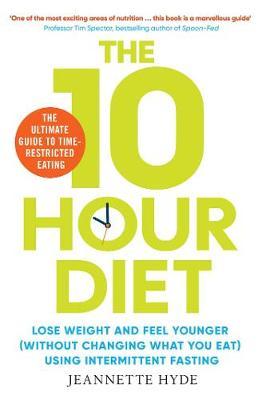 'One of the most exciting areas of nutrition ... this book is a marvellous guide'
Professor Tim Spector, bestselling author of Spoon-Fed
THE
10
HOUR
DIET
THE
ULTIMATE
GUIDE TO TIME-
RESTRICTED
EATING
LOSE WEIGHT AND FEEL YOUNGER
(WITHOUT CHANGING WHAT YOU EAT)
USING INTERMITTENT FASTING
JEANNETTE HYDE